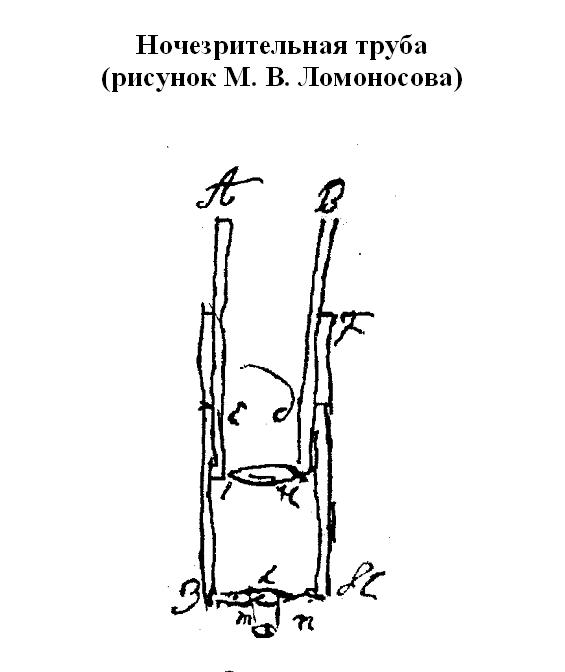 Ночезрительная труба
(рисунок М. В. Ломоносова)
A B
F
I H
L
m n